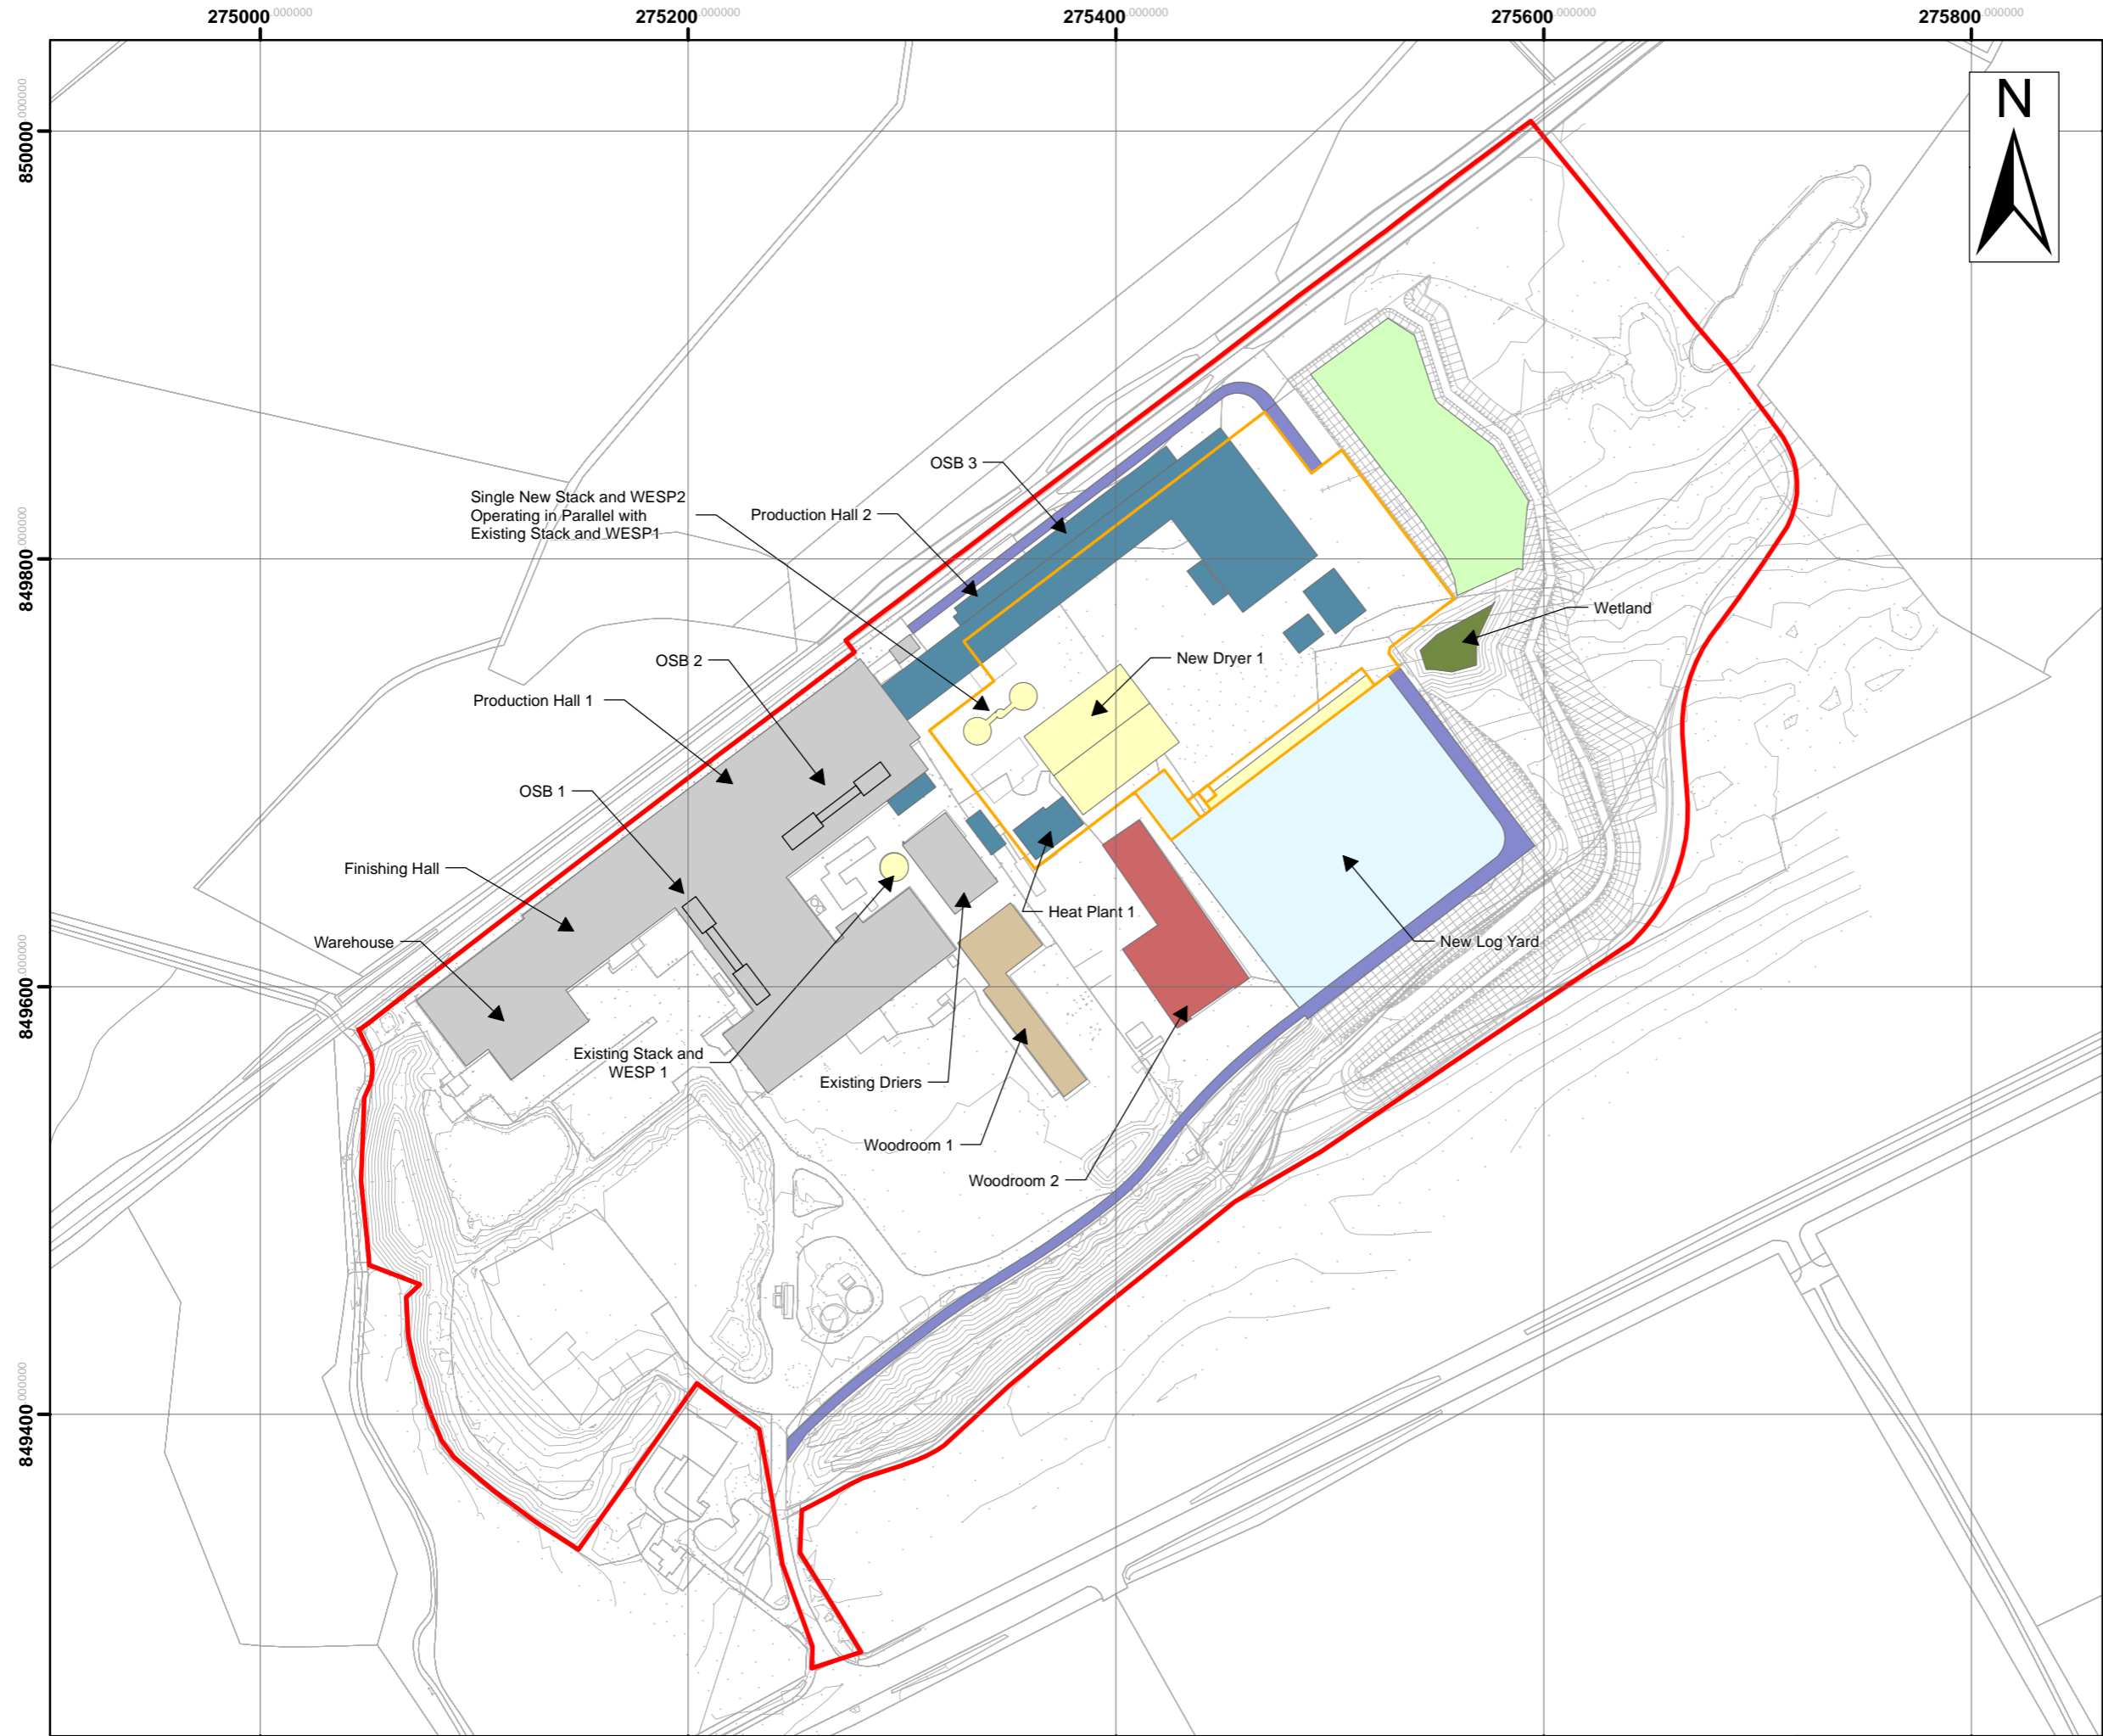 275000.000000
275200.000000
275400.000000
275600.000000
275800.000000
850000.000000
N
OSB 3
Single New Stack and WESP2
Operating in Parallel with
Existing Stack and WESP1
Production Hall 2
849800.000000
Wetland
OSB 2
New Dryer 1
Production Hall 1
OSB 1
Finishing Hall
Heat Plant 1
Warehouse
New Log Yard
849600.000000
Existing Stack and
WESP 1
Existing Driers
Woodroom 1
Woodroom 2
849400.000000